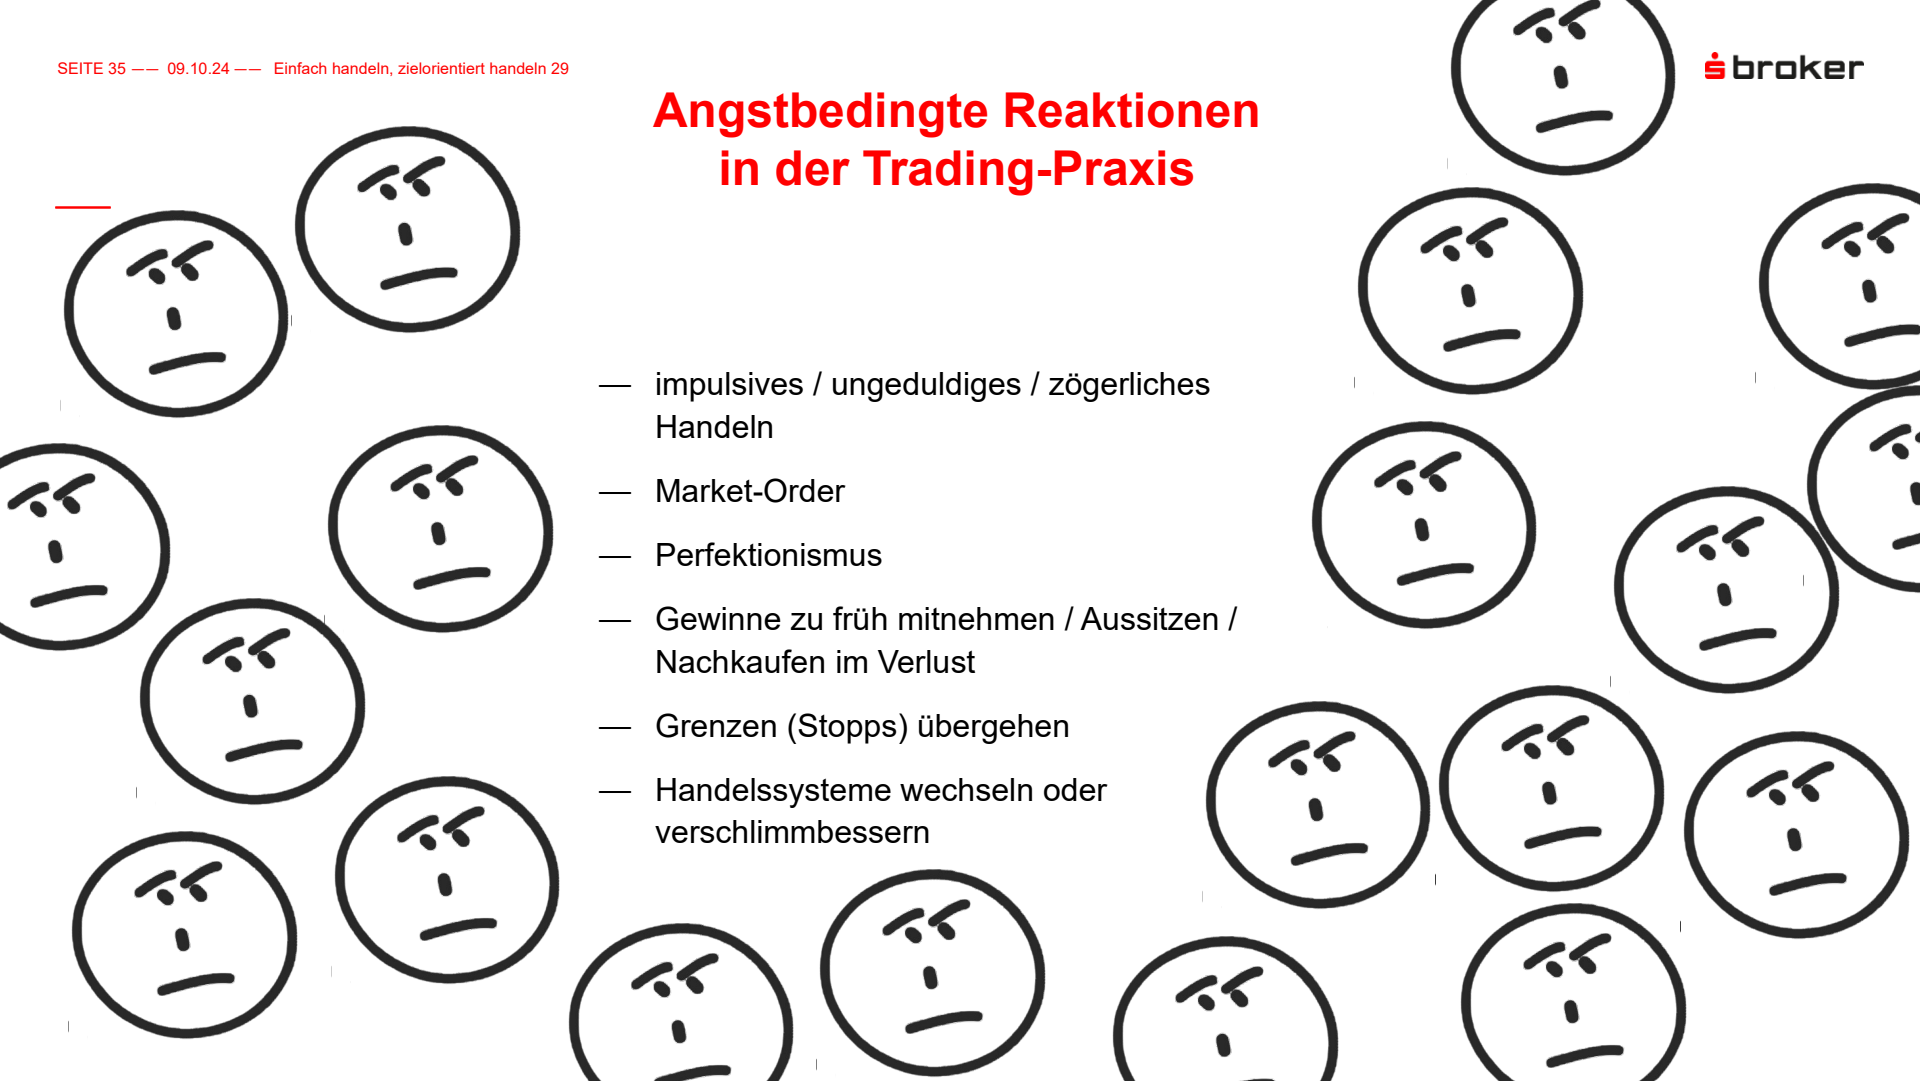 SEITE 35 —— 09.10.24 —— Einfach handeln, zielorientiert handeln 29
broker
Angstbedingte Reaktionen
in der Trading-Praxis
— impulsives / ungeduldiges / zögerliches
Handeln
— Market-Order
— Perfektionismus
— Gewinne zu früh mitnehmen / Aussitzen /
Nachkaufen im Verlust
— Grenzen (Stopps) übergehen
— Handelssysteme wechseln oder
verschlimmbessern